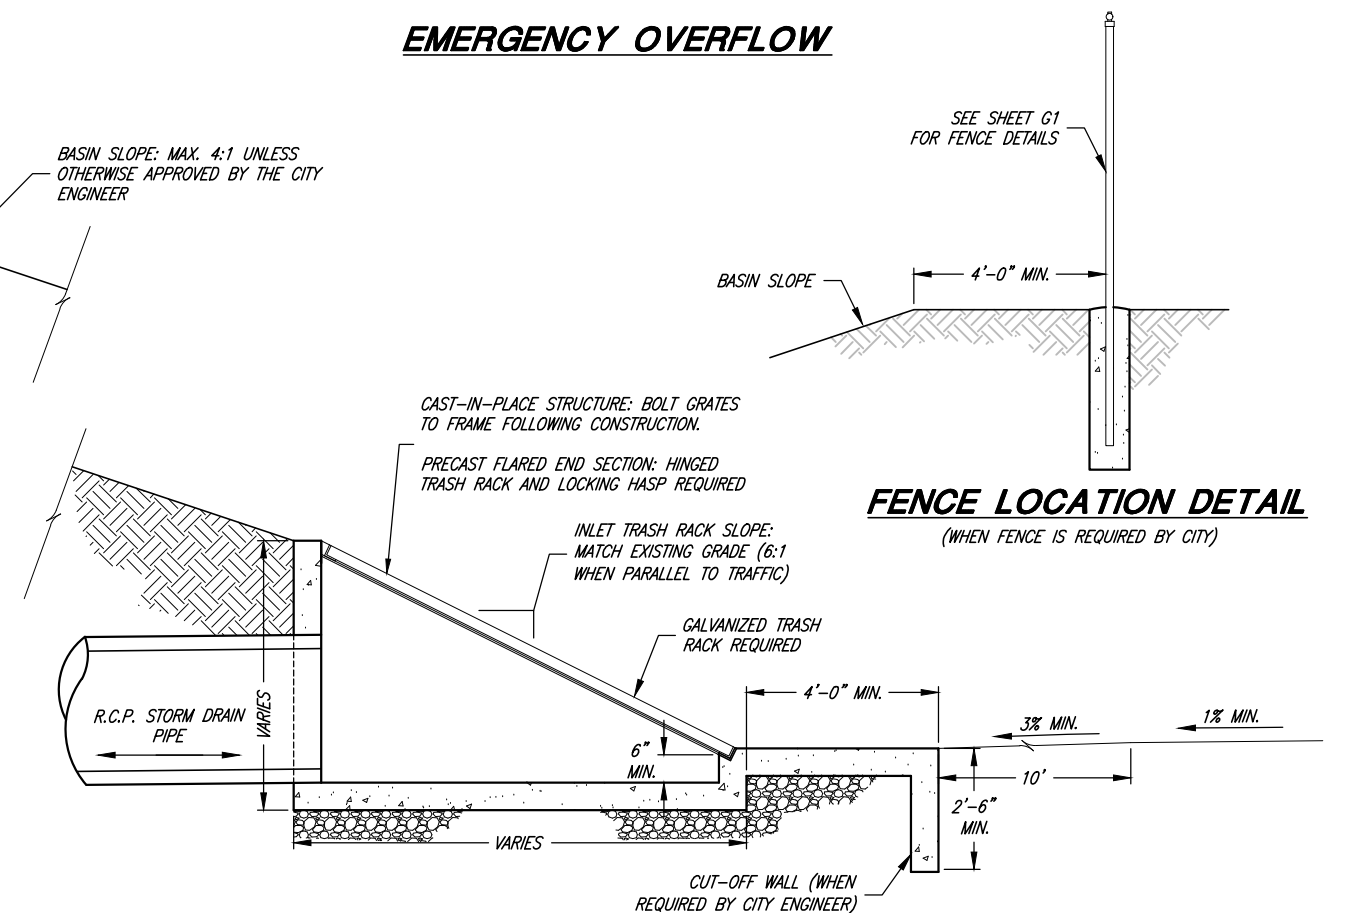 EMERGENCY OVERFLOW
SEE SHEET G1
FOR FENCE DETAILS
BASIN SLOPE: MAX. 4:1 UNLESS
OTHERWISE APPROVED BY THE CITY
ENGINEER
4'-0" MIN.
BASIN SLOPE
CAST-IN-PLACE STRUCTURE: BOLT GRATES
TO FRAME FOLLOWING CONSTRUCTION.
PRECAST FLARED END SECTION: HINGED
TRASH RACK AND LOCKING HASP REQUIRED
FENCE LOCATION DETAIL
(WHEN FENCE IS REQUIRED BY CITY)
INLET TRASH RACK SLOPE:
MATCH EXISTING GRADE (6:1
WHEN PARALLEL TO TRAFFIC)
GALVANIZED TRASH
RACK REQUIRED
4'-0" MIN.
R.C.P. STORM DRAIN
PIPE
VARIES
3% MIN.
1% MIN.
6"
MIN.
10'
2'-6"
MIN.
VARIES
CUT-OFF WALL (WHEN
REQUIRED BY CITY ENGINEER)